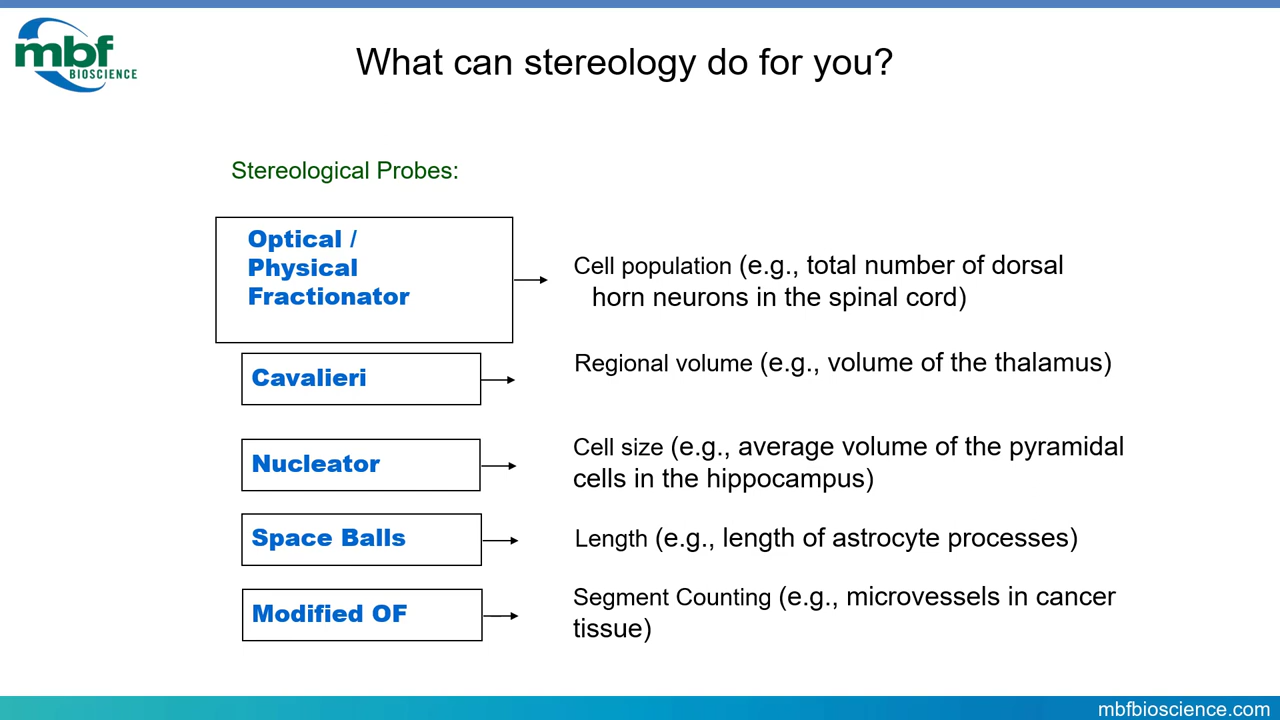 mbf
BIOSCIENCE
What can stereology do for you?
Stereological Probes:
Optical /
Physical
Fractionator
Cell population (e.g., total number of dorsal
horn neurons in the spinal cord)
Cavalieri
Regional volume (e.g., volume of the thalamus)
Nucleator
Cell size (e.g., average volume of the pyramidal
cells in the hippocampus)
Space Balls
Length (e.g., length of astrocyte processes)
Modified OF
Segment Counting (e.g., microvessels in cancer
tissue)
mbfbioscience.com